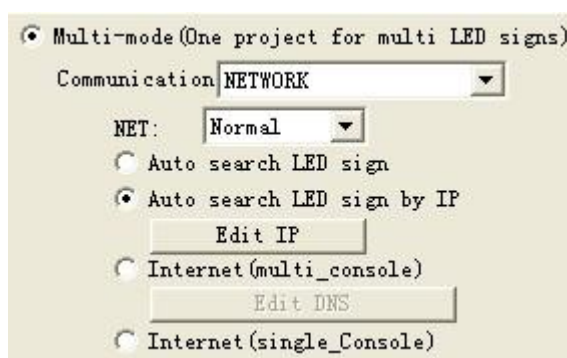 Multi-mode(One project for multi LED signs)
Communication NETWORK
NET: Normal
Auto search LED sign
Auto search LED sign by IP
Edit IP
Internet(multi_console)
Edit DNS
Internet(single_Console)